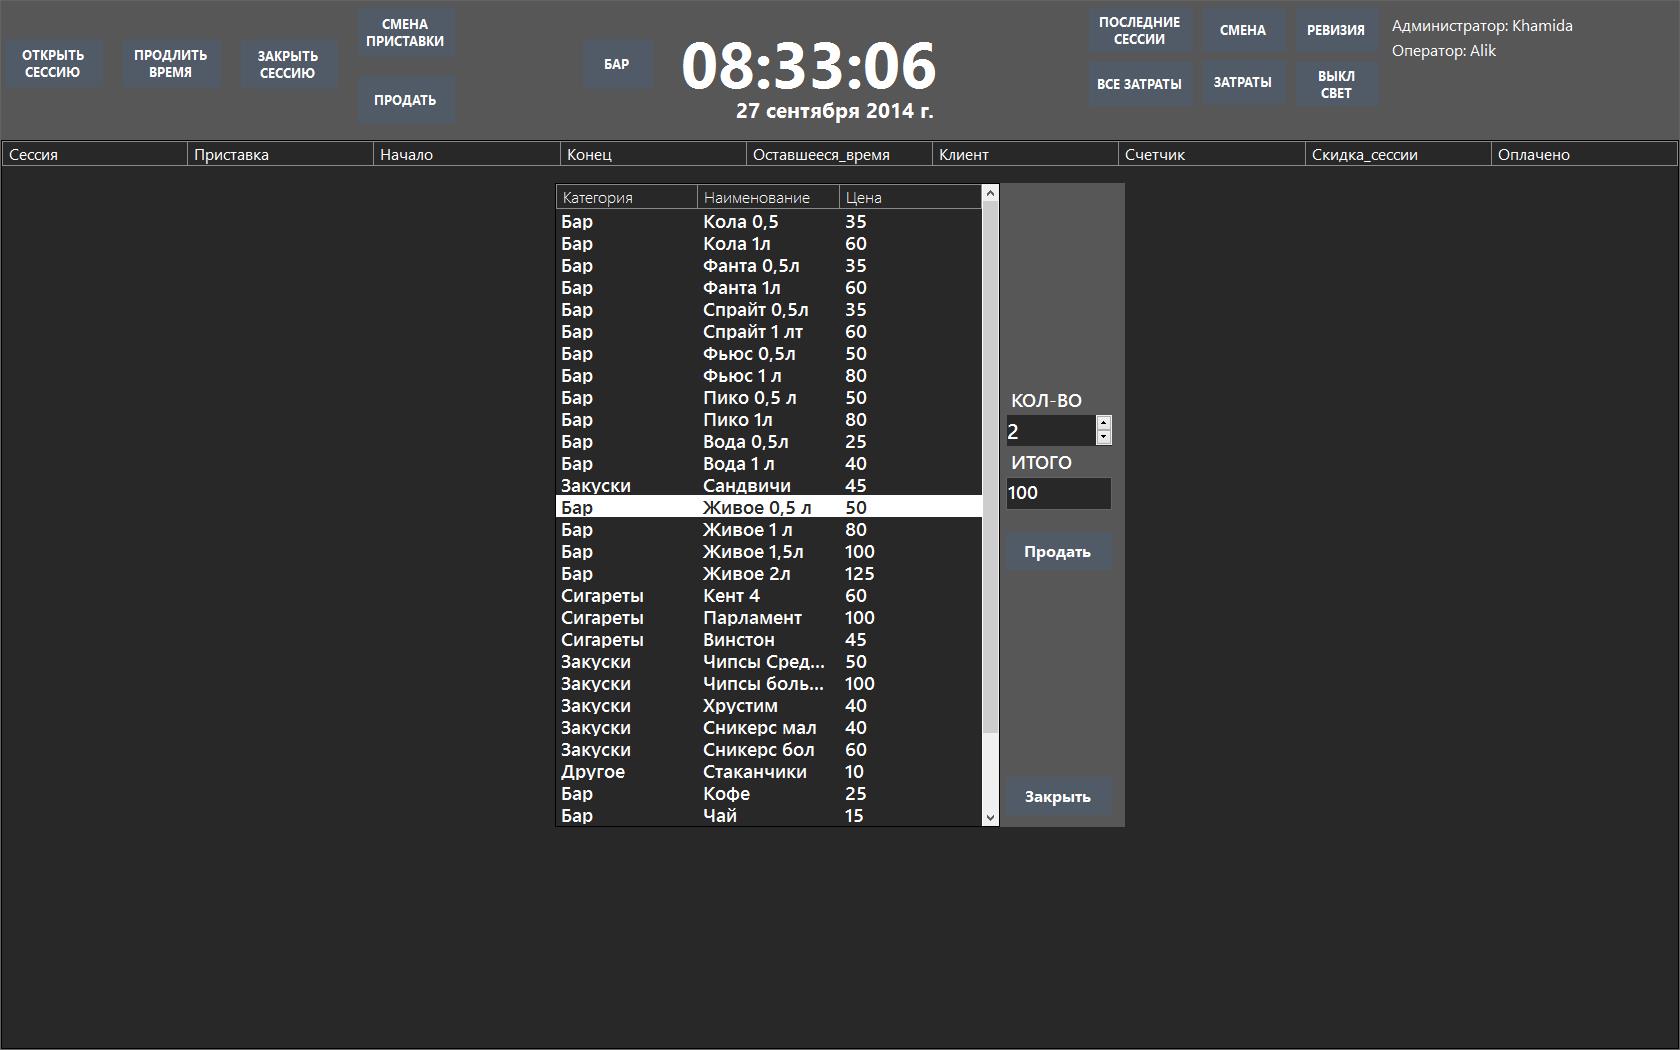 ОТКРЫТЬ
СЕССИЮ
ПРОДЛИТЬ
ВРЕМЯ
ЗАКРЫТЬ
СЕССИЮ
СМЕНА
ПРИСТАВКИ
ПРОДАТЬ
БАР
08:33:06
27 сентября 2014 г.
ПОСЛЕДНИЕ
СЕССИИ
СМЕНА
РЕВИЗИЯ
ВСЕ ЗАТРАТЫ
ЗАТРАТЫ
ВЫКЛ
СВЕТ
Администратор: Khamida
Оператор: Alik
Сессия Приставка Начало Конец Оставшееся_время Клиент Счетчик Скидка_сессии Оплачено
Категория Наименование Цена
Бар Кола 0,5 35
Бар Кола 1л 60
Бар Фанта 0,5л 35
Бар Фанта 1л 60
Бар Спрайт 0,5л 35
Бар Спрайт 1 лт 60
Бар Фьюс 0,5л 50
Бар Фьюс 1 л 80
Бар Пико 0,5 л 50
Бар Пико 1л 80
Бар Вода 0,5л 25
Бар Вода 1 л 40
Закуски Сандвичи 45
Бар Живое 0,5 л 50
Бар Живое 1 л 80
Бар Живое 1,5л 100
Бар Живое 2л 125
Сигареты Кент 4 60
Сигареты Парламент 100
Сигареты Винстон 45
Закуски Чипсы Сред... 50
Закуски Чипсы боль... 100
Закуски Хрустим 40
Закуски Сникерс мал 40
Закуски Сникерс бол 60
Другое Стаканчики 10
Бар Кофе 25
Бар Чай 15
КОЛ-ВО
2
ИТОГО
100
Продать
Закрыть